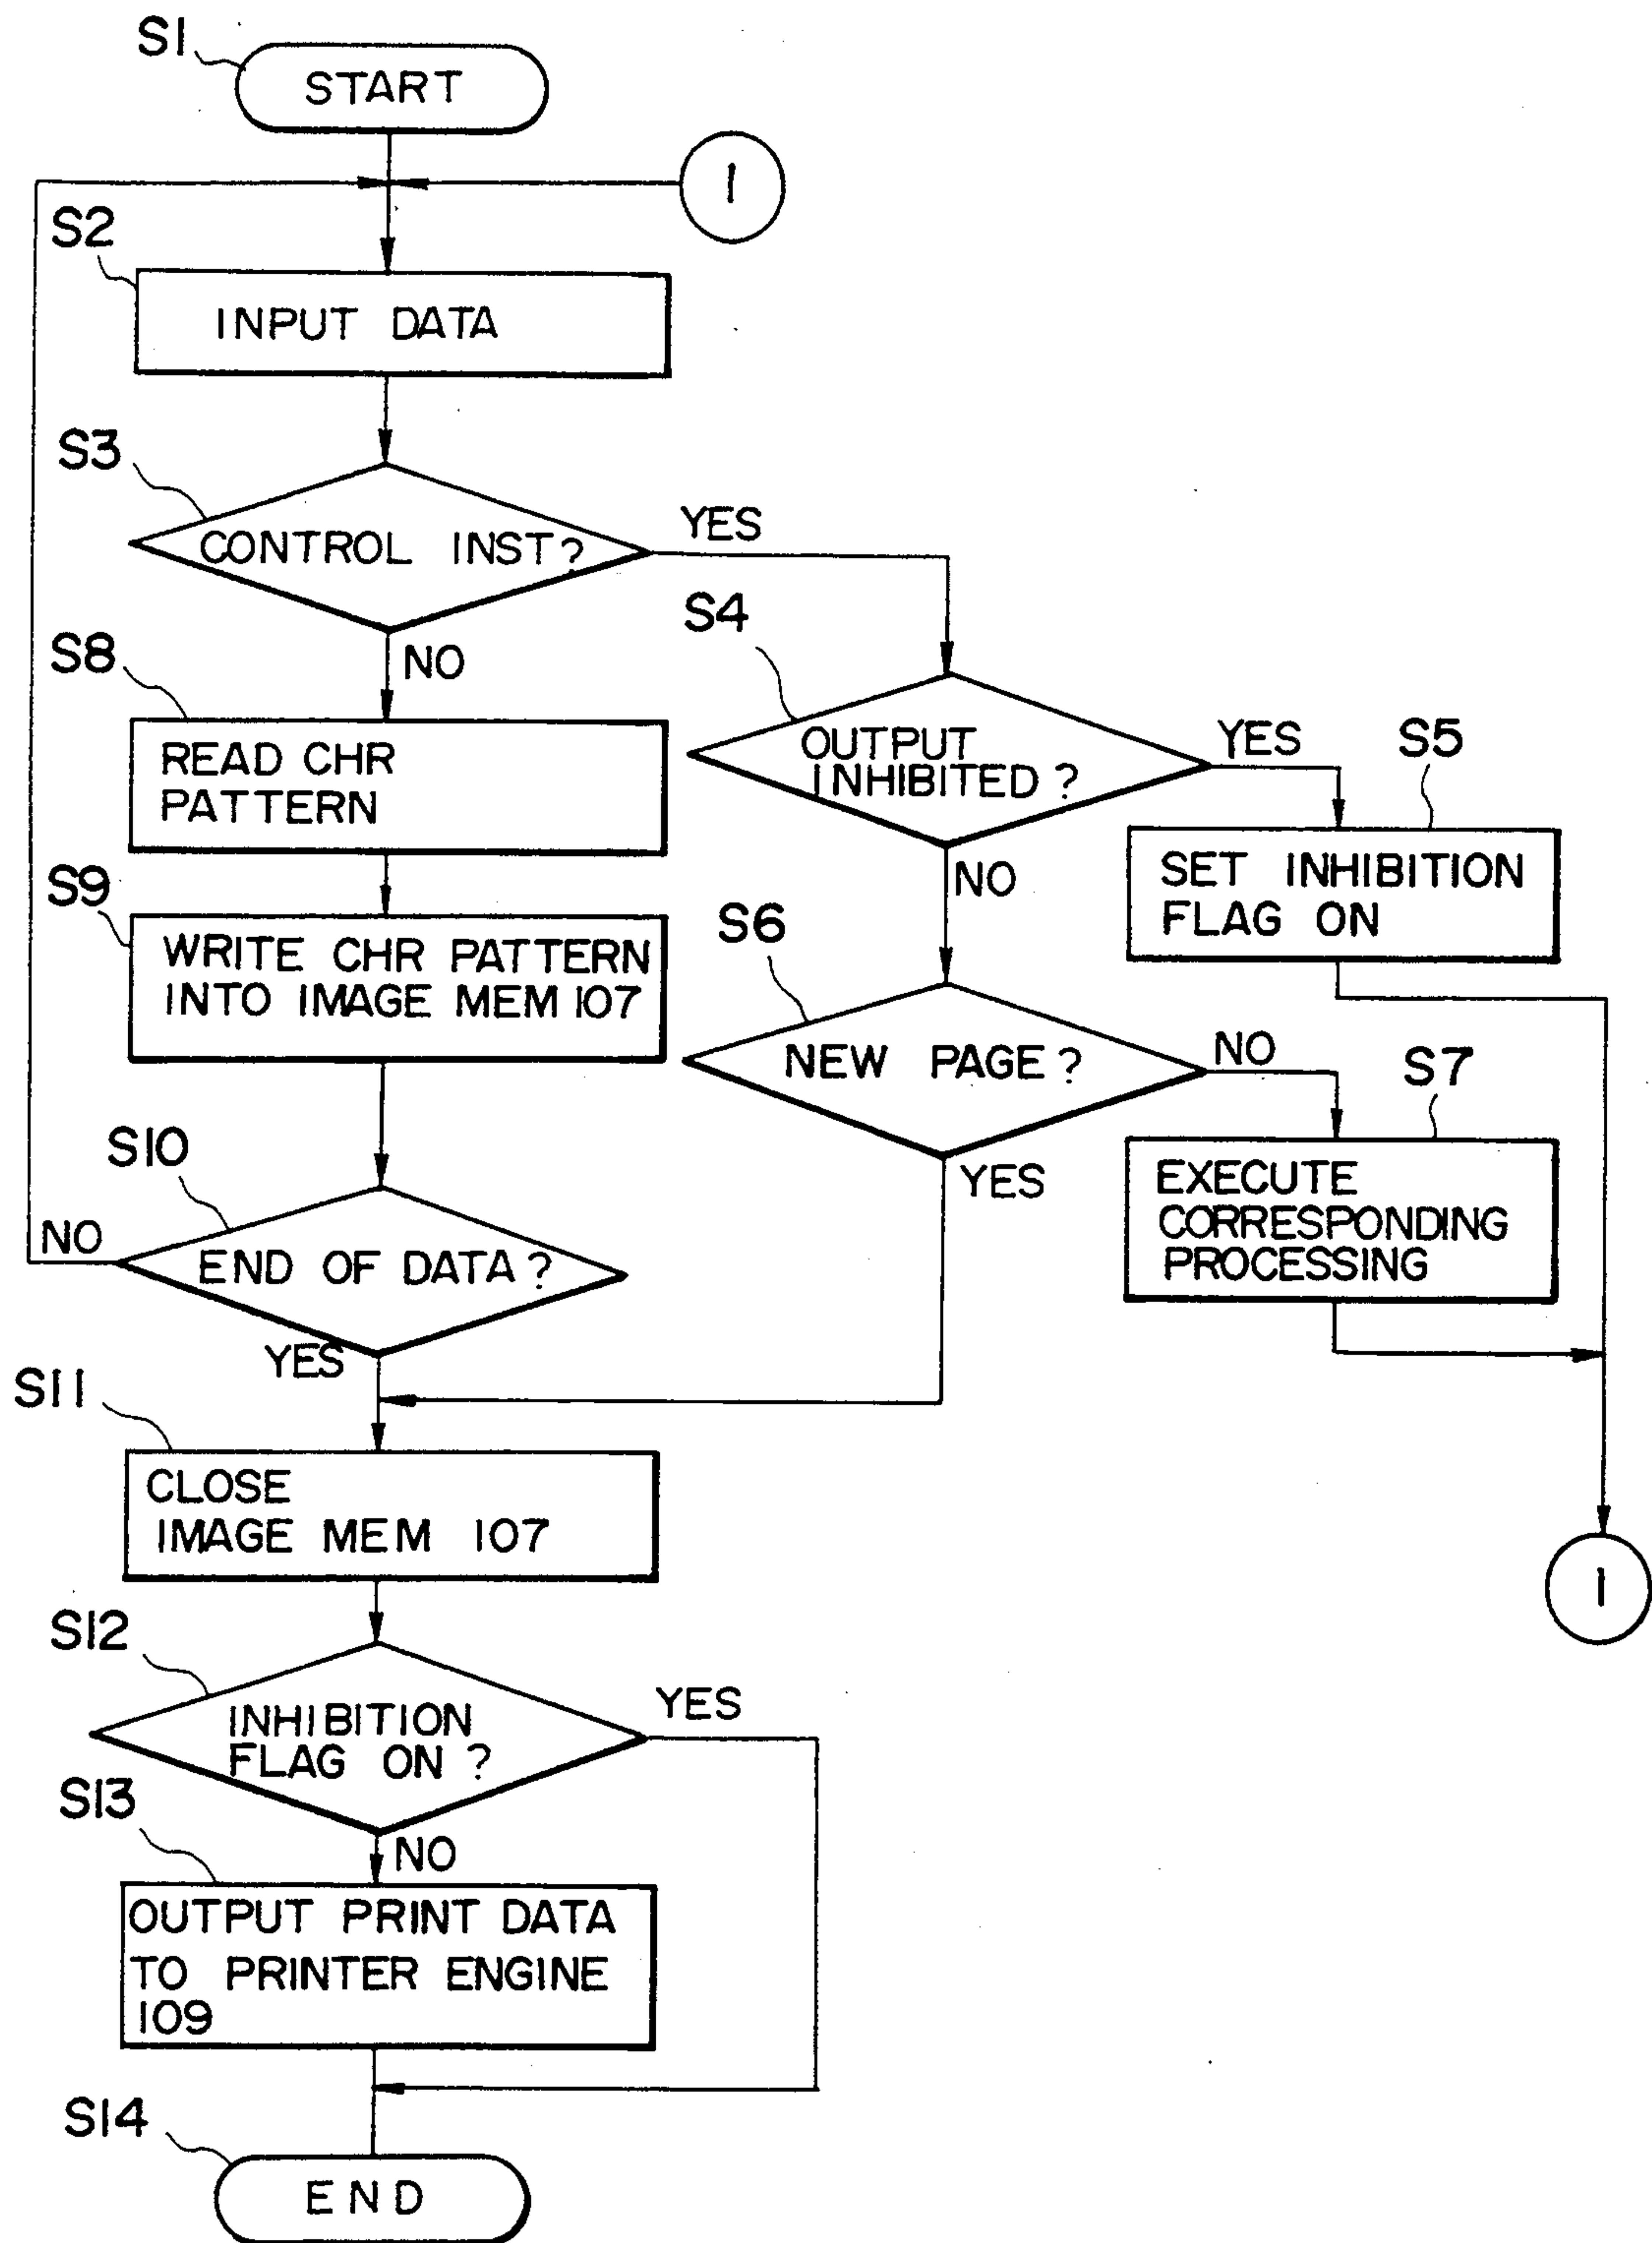 S1
START
1
S2
INPUT DATA
S3
CONTROL INST?
YES
NO
S4
OUTPUT
INHIBITED ?
YES
S5
SET INHIBITION
FLAG ON
S8
READ CHR
PATTERN
NO
S9
WRITE CHR PATTERN
INTO IMAGE MEM 107
S6
NEW PAGE ?
NO
S7
EXECUTE
CORRESPONDING
PROCESSING
YES
S10
NO
END OF DATA ?
YES
S11
CLOSE
IMAGE MEM 107
1
S12
INHIBITION
FLAG ON ?
YES
S13
NO
OUTPUT PRINT DATA
TO PRINTER ENGINE
109
S14
END